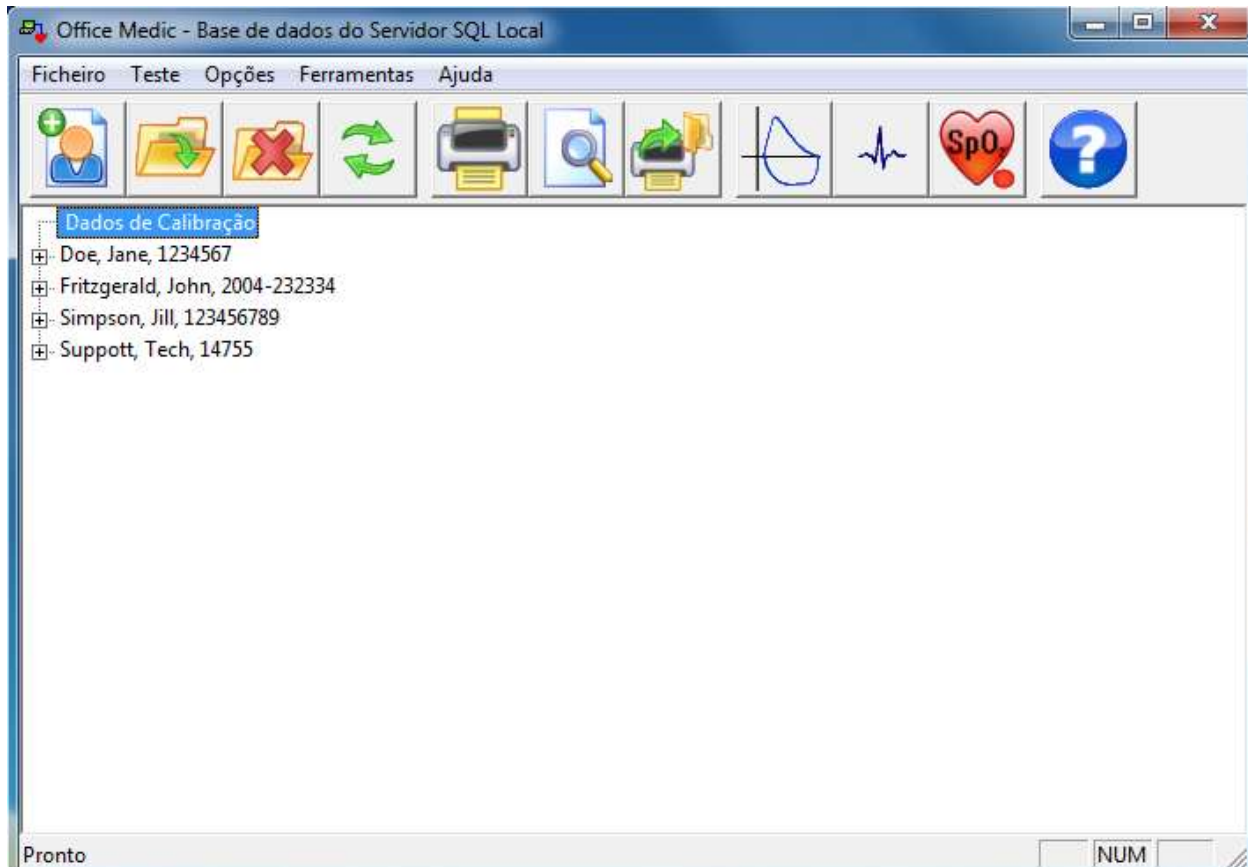 Office Medic - Base de dados do Servidor SQL Local
Ficheiro Teste Opções Ferramentas Ajuda
SpO₂
?
Dados de Calibração
Doe, Jane, 1234567
Fritzgerald, John, 2004-232334
Simpson, Jill, 123456789
Suppott, Tech, 14755
Pronto NUM